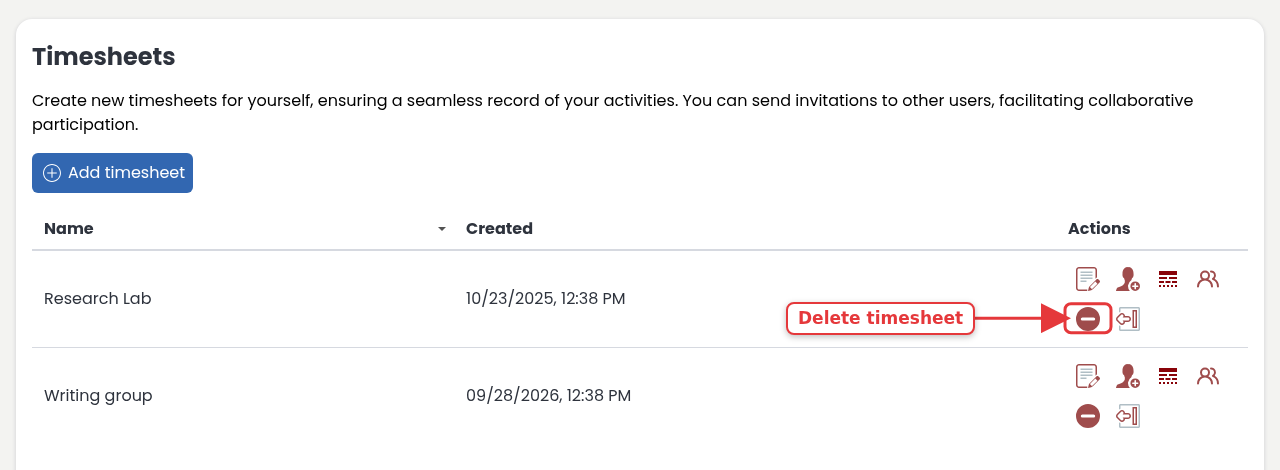 Timesheets
Create new timesheets for yourself, ensuring a seamless record of your activities. You can send invitations to other users, facilitating collaborative
participation.
Add timesheet
Name Created Actions
Research Lab 10/23/2025, 12:38 PM
Delete timesheet
Writing group 09/28/2026, 12:38 PM